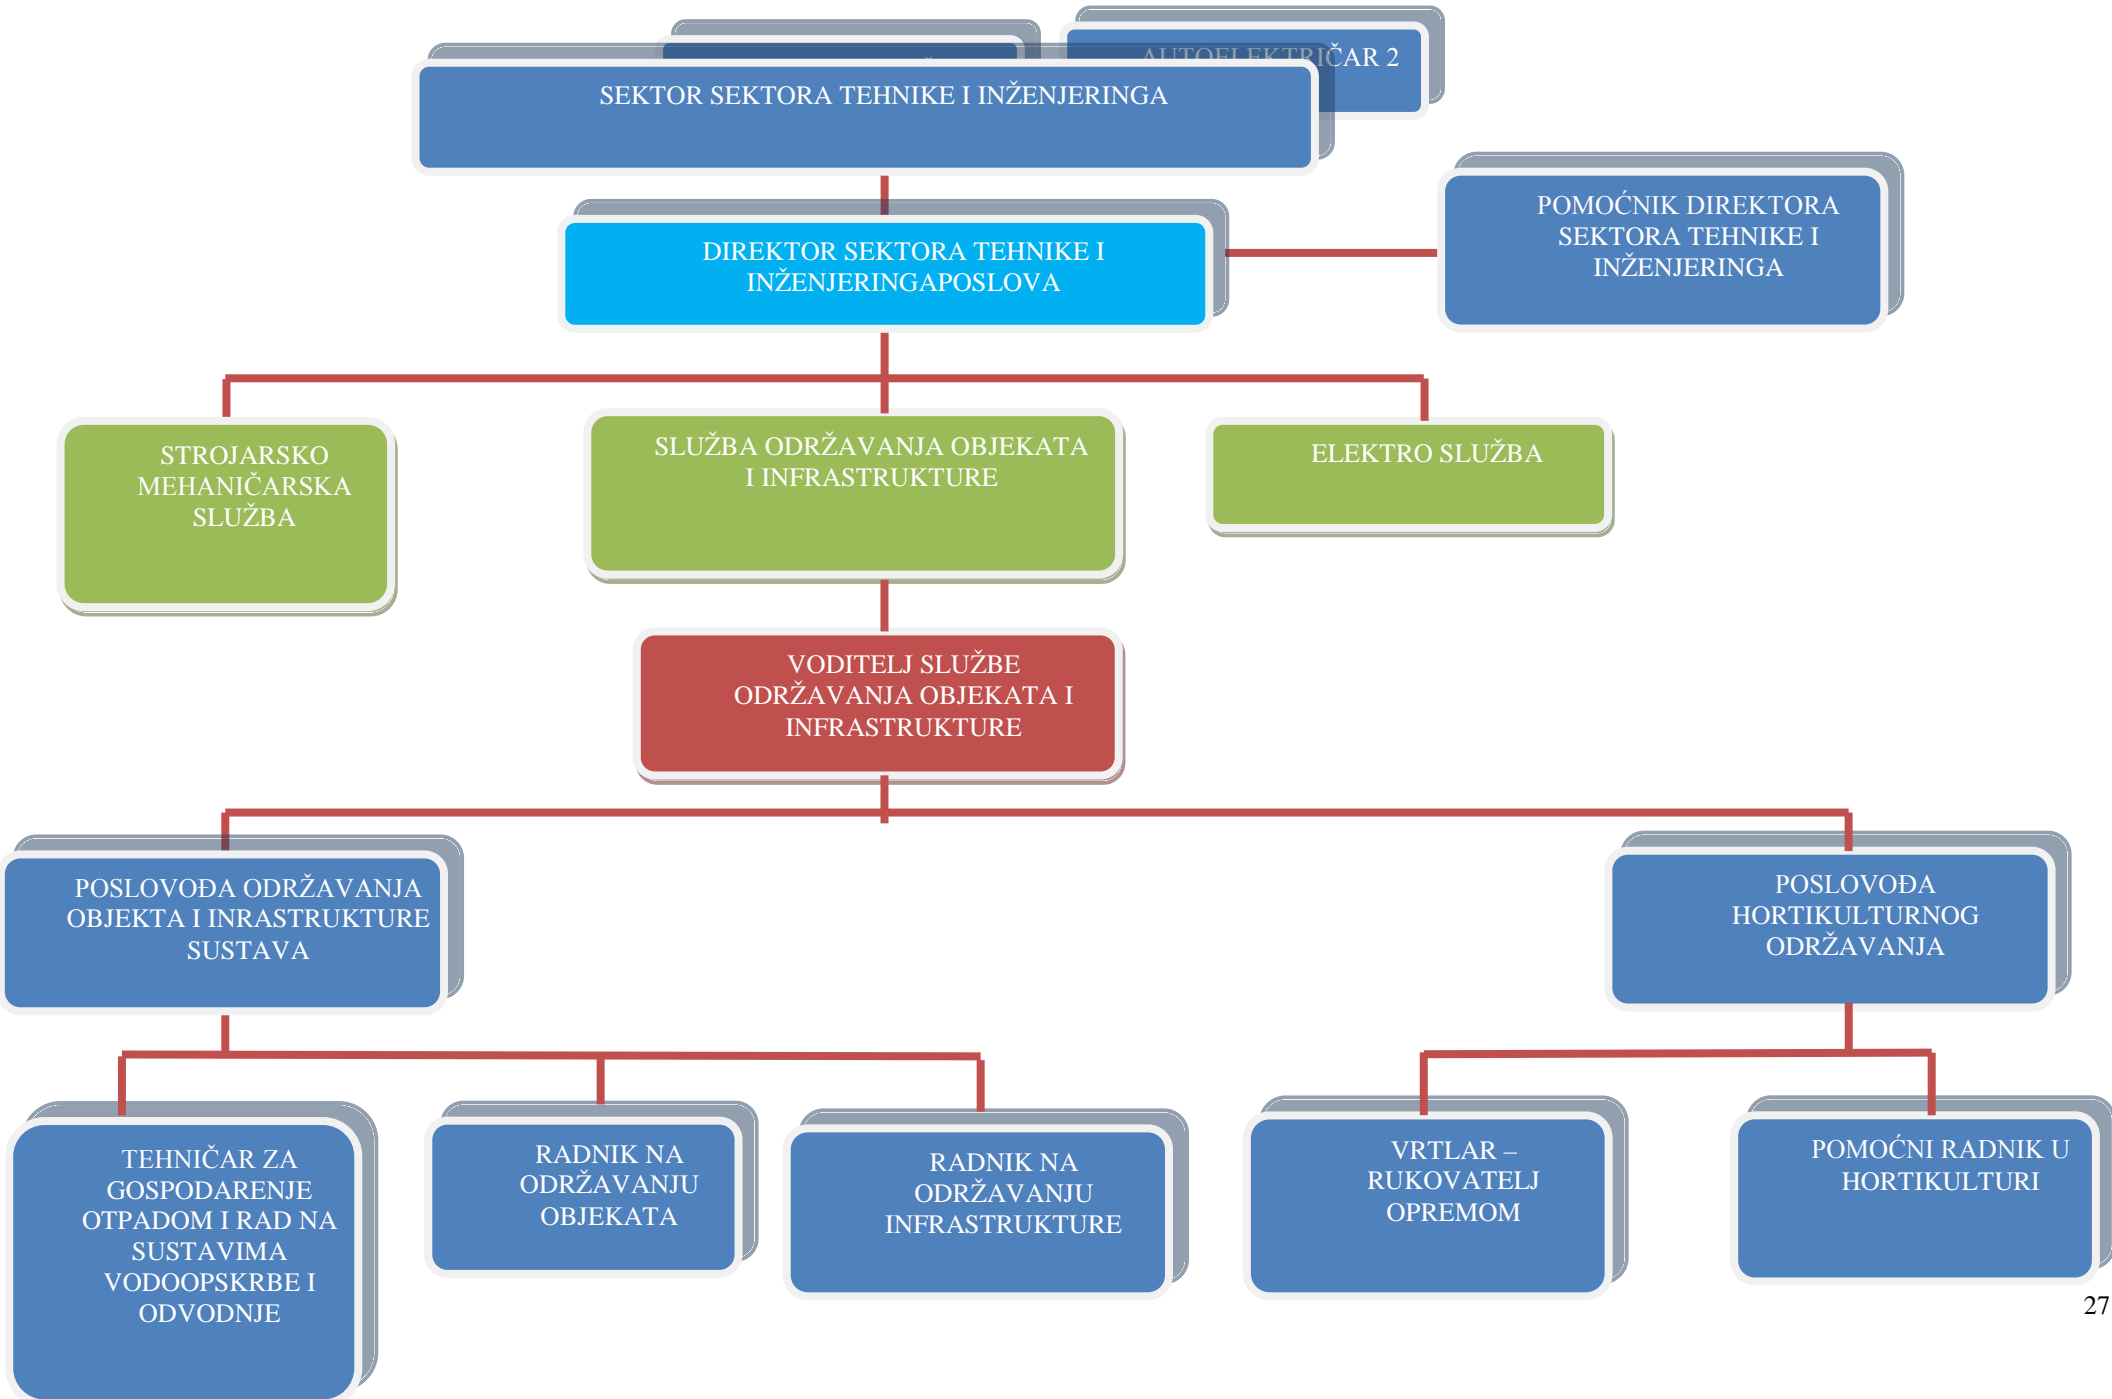 AUTOELEKTRIČAR 2
SEKTOR SEKTORA TEHNIKE I INŽENJERINGA
POMOĆNIK DIREKTORA
SEKTORA TEHNIKE I
INŽENJERINGA
DIREKTOR SEKTORA TEHNIKE I
INŽENJERINGAPOSLOVA
STROJARSKO
MEHANIČARSKA
SLUŽBA
SLUŽBA ODRŽAVANJA OBJEKATA
I INFRASTRUKTURE
ELEKTRO SLUŽBA
VODITELJ SLUŽBE
ODRŽAVANJA OBJEKATA I
INFRASTRUKTURE
POSLOVOĐA ODRŽAVANJA
OBJEKTA I INRASTRUKTURE
SUSTAVA
POSLOVOĐA
HORTIKULTURNOG
ODRŽAVANJA
TEHNIČAR ZA
GOSPODARENJE
OTPADOM I RAD NA
SUSTAVIMA
VODOOPSKRBE I
ODVODNJE
RADNIK NA
ODRŽAVANJU
OBJEKATA
RADNIK NA
ODRŽAVANJU
INFRASTRUKTURE
VRTLAR –
RUKOVATELJ
OPREMOM
POMOĆNI RADNIK U
HORTIKULTURI
27